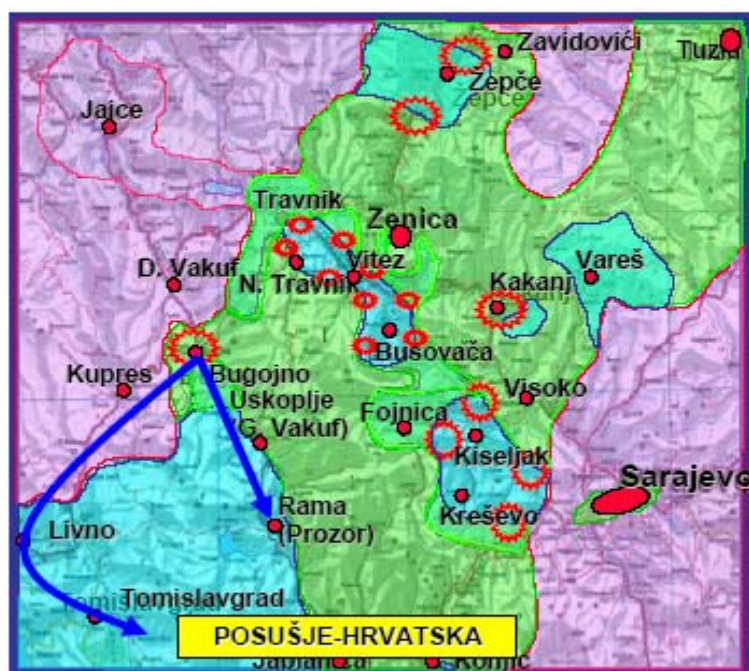 Zavidovići
Tuzla
Žepče
Jajce
Travnik
Zenica
Vitez
Vareš
D. Vakuf
N. Travnik
Kakanj
Busovača
Kupres
Bugojno
Visoko
Uskoplje
(G. Vakuf)
Fojnica
Kiseljak
Sarajevo
Kreševo
Rama
(Prozor)
Livno
Tomislavgrad
POSUŠJE-HRVATSKA
Jablanica
Konjic